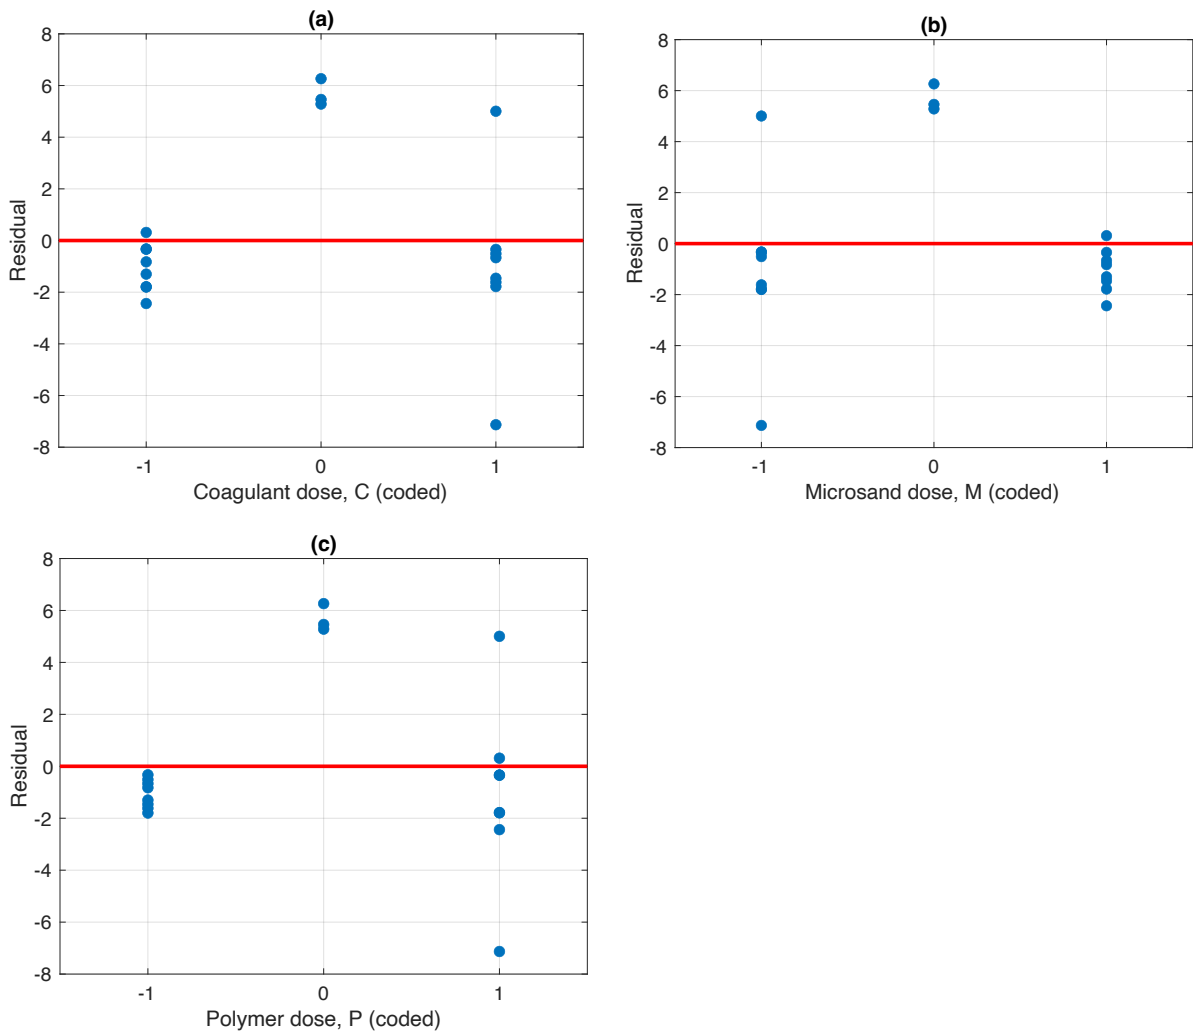 (a)
8
6
4
2
0
-2
-4
-6
-8
Residual
-1 0 1
Coagulant dose, C (coded)
(b)
8
6
4
2
0
-2
-4
-6
-8
Residual
-1 0 1
Microsand dose, M (coded)
(c)
8
6
4
2
0
-2
-4
-6
-8
Residual
-1 0 1
Polymer dose, P (coded)